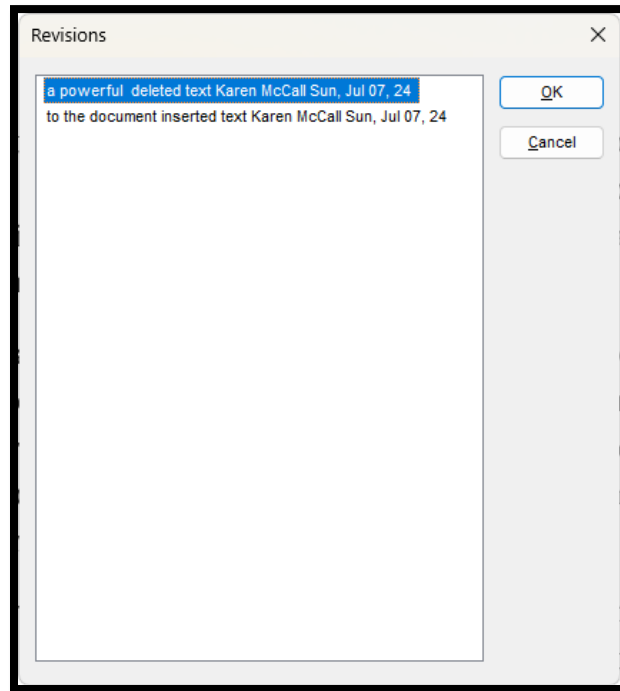 Revisions
a powerful  deleted text Karen McCall Sun, Jul 07, 24
to the document inserted text Karen McCall Sun, Jul 07, 24
OK
Cancel